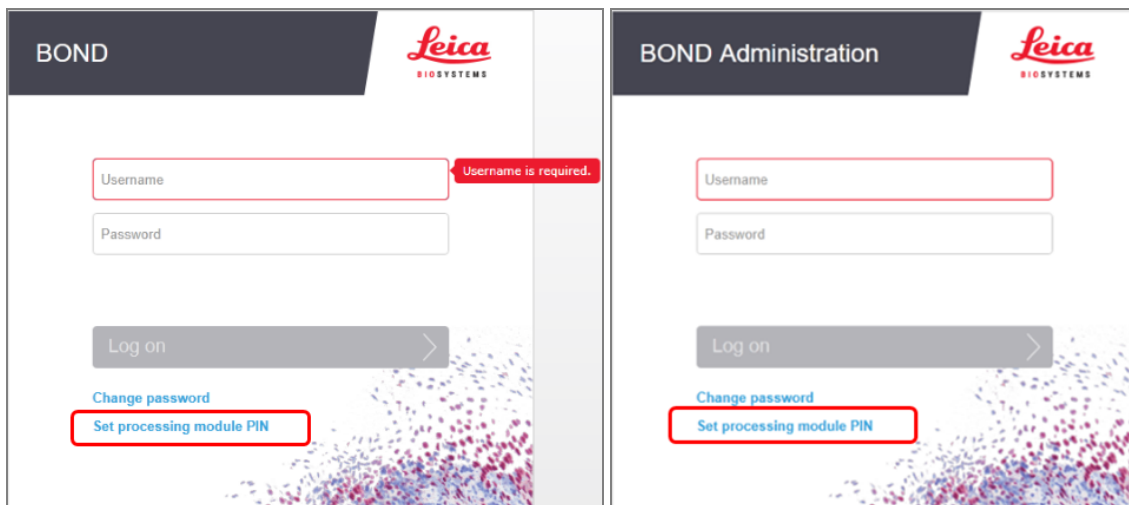 BOND
Leica
BIOSYSTEMS
Username
Username is required.
Password
Log on
Change password
Set processing module PIN
BOND Administration
Leica
BIOSYSTEMS
Username
Password
Log on
Change password
Set processing module PIN